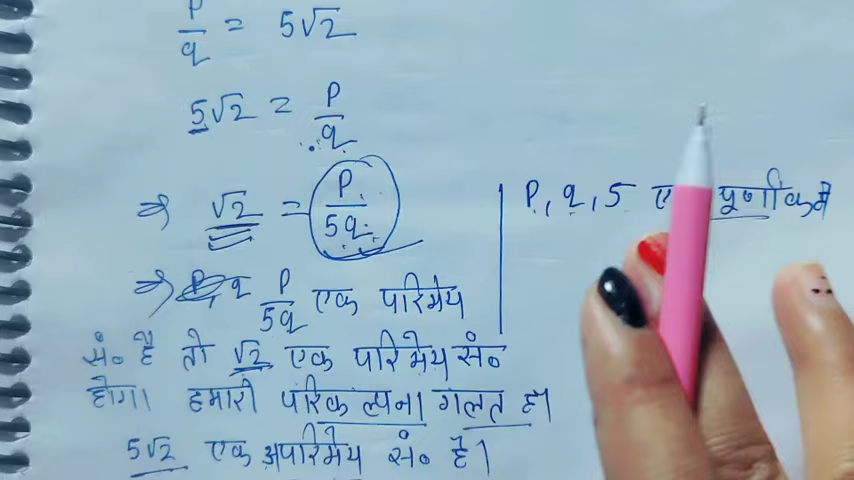 P/q = 5√2
5√2 = P/q
⇒ √2 = P/5q
P, q, 5 पूर्णांक है
⇒ P/5q एक परिमेय
सं० है तो √2 एक परिमेय सं०
होगा। हमारी परिकल्पना गलत है।
5√2 एक अपरिमेय सं० है।